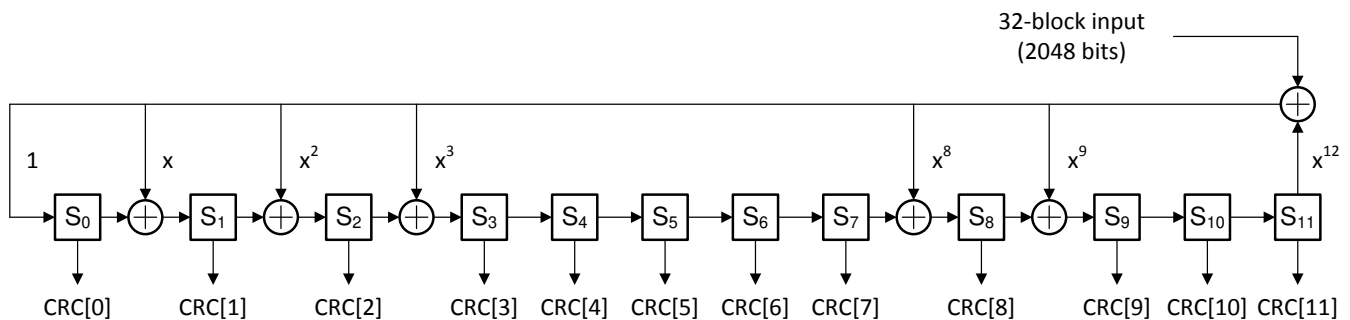 32-block input
(2048 bits)
1 x x² x³ x⁸ x⁹ x¹²
S₀ S₁ S₂ S₃ S₄ S₅ S₆ S₇ S₈ S₉ S₁₀ S₁₁
CRC[0] CRC[1] CRC[2] CRC[3] CRC[4] CRC[5] CRC[6] CRC[7] CRC[8] CRC[9] CRC[10] CRC[11]